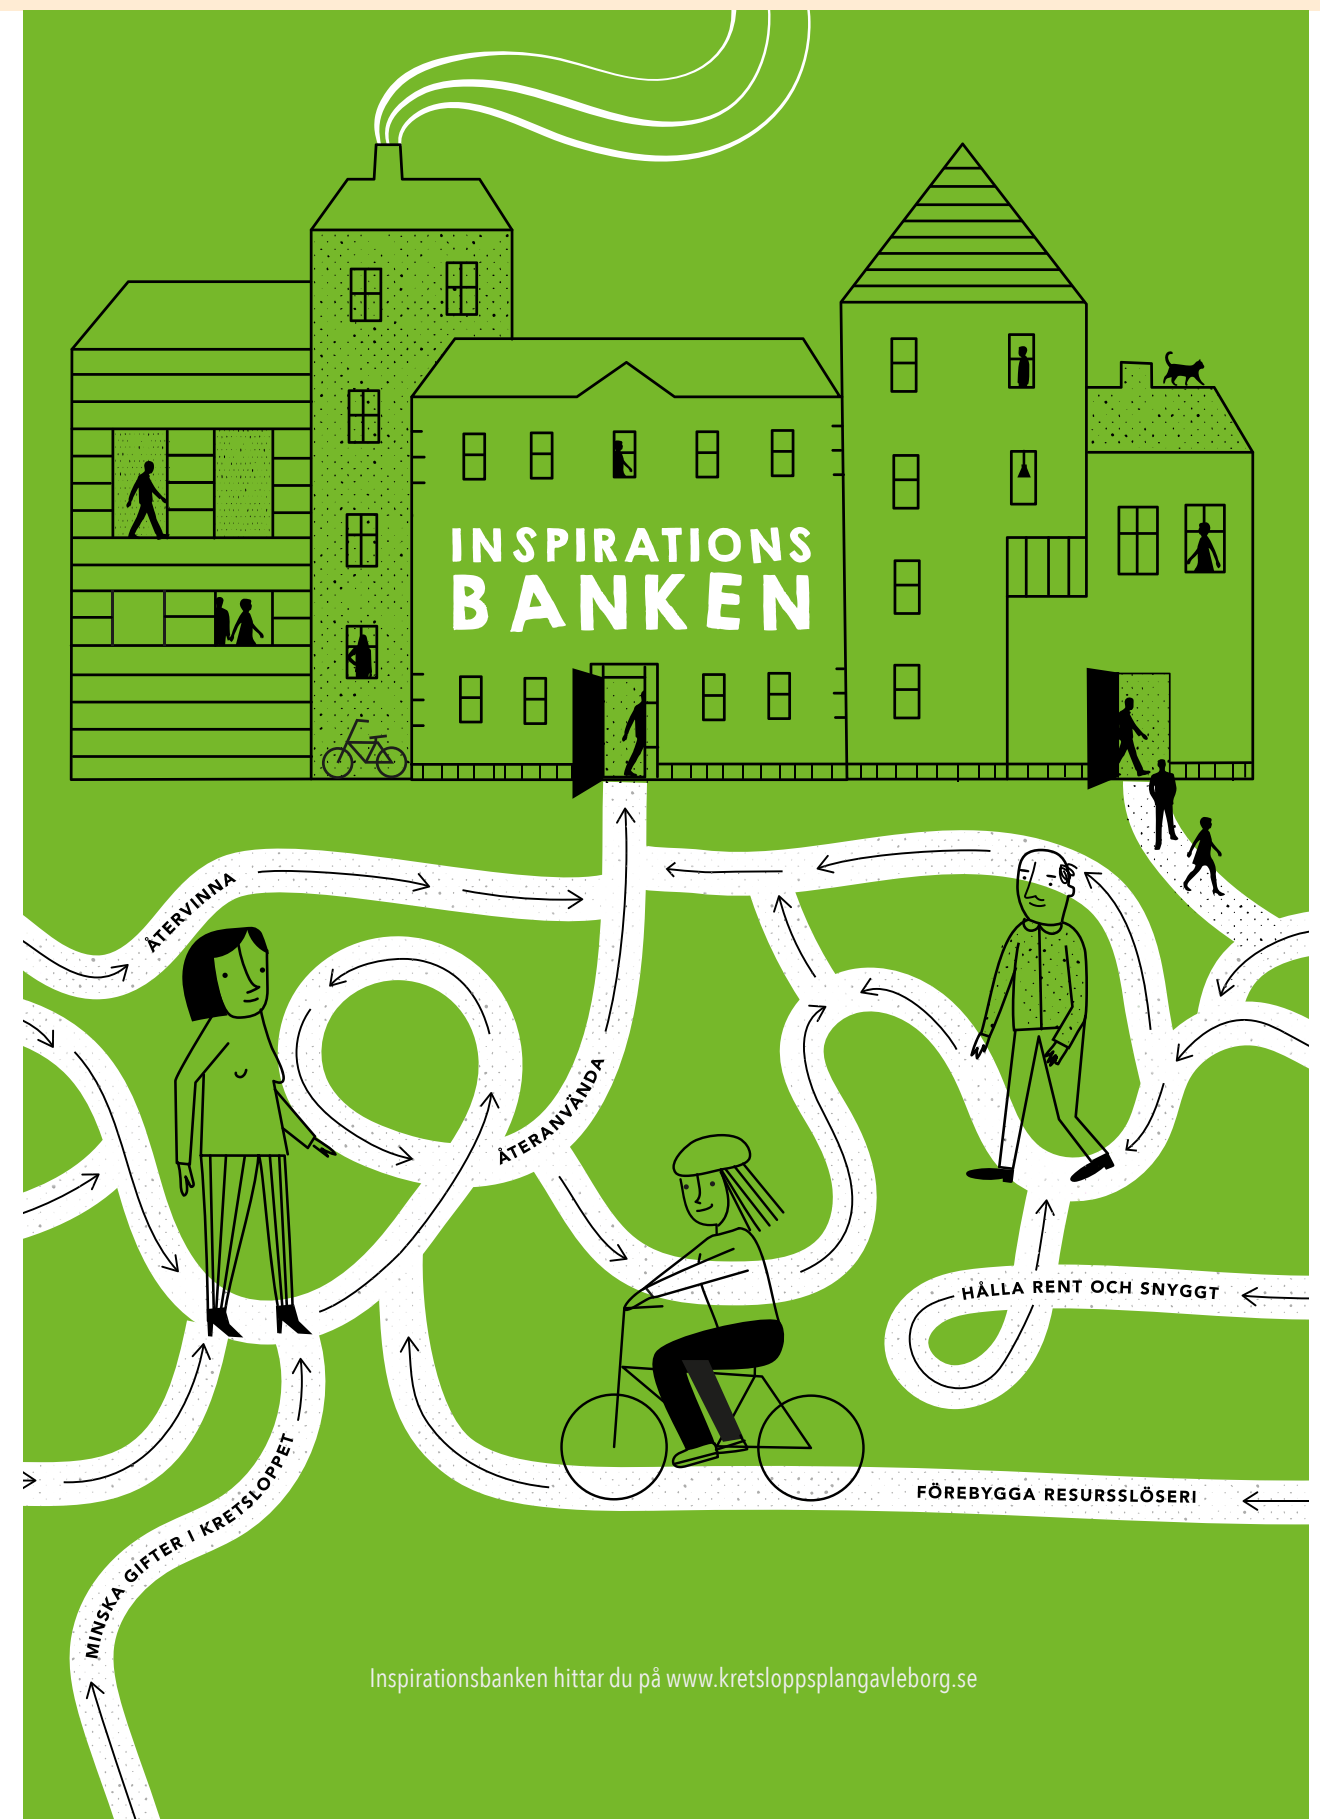 INSPIRATIONS
BANKEN
ÅTERVINNA
ÅTERANVÄNDA
HÅLLA RENT OCH SNYGGT
FÖREBYGGA RESURSSLÖSERI
MINSKA GIFTER I KRETSLOPPET
Inspirationsbanken hittar du på www.kretsloppsplangavleborg.se